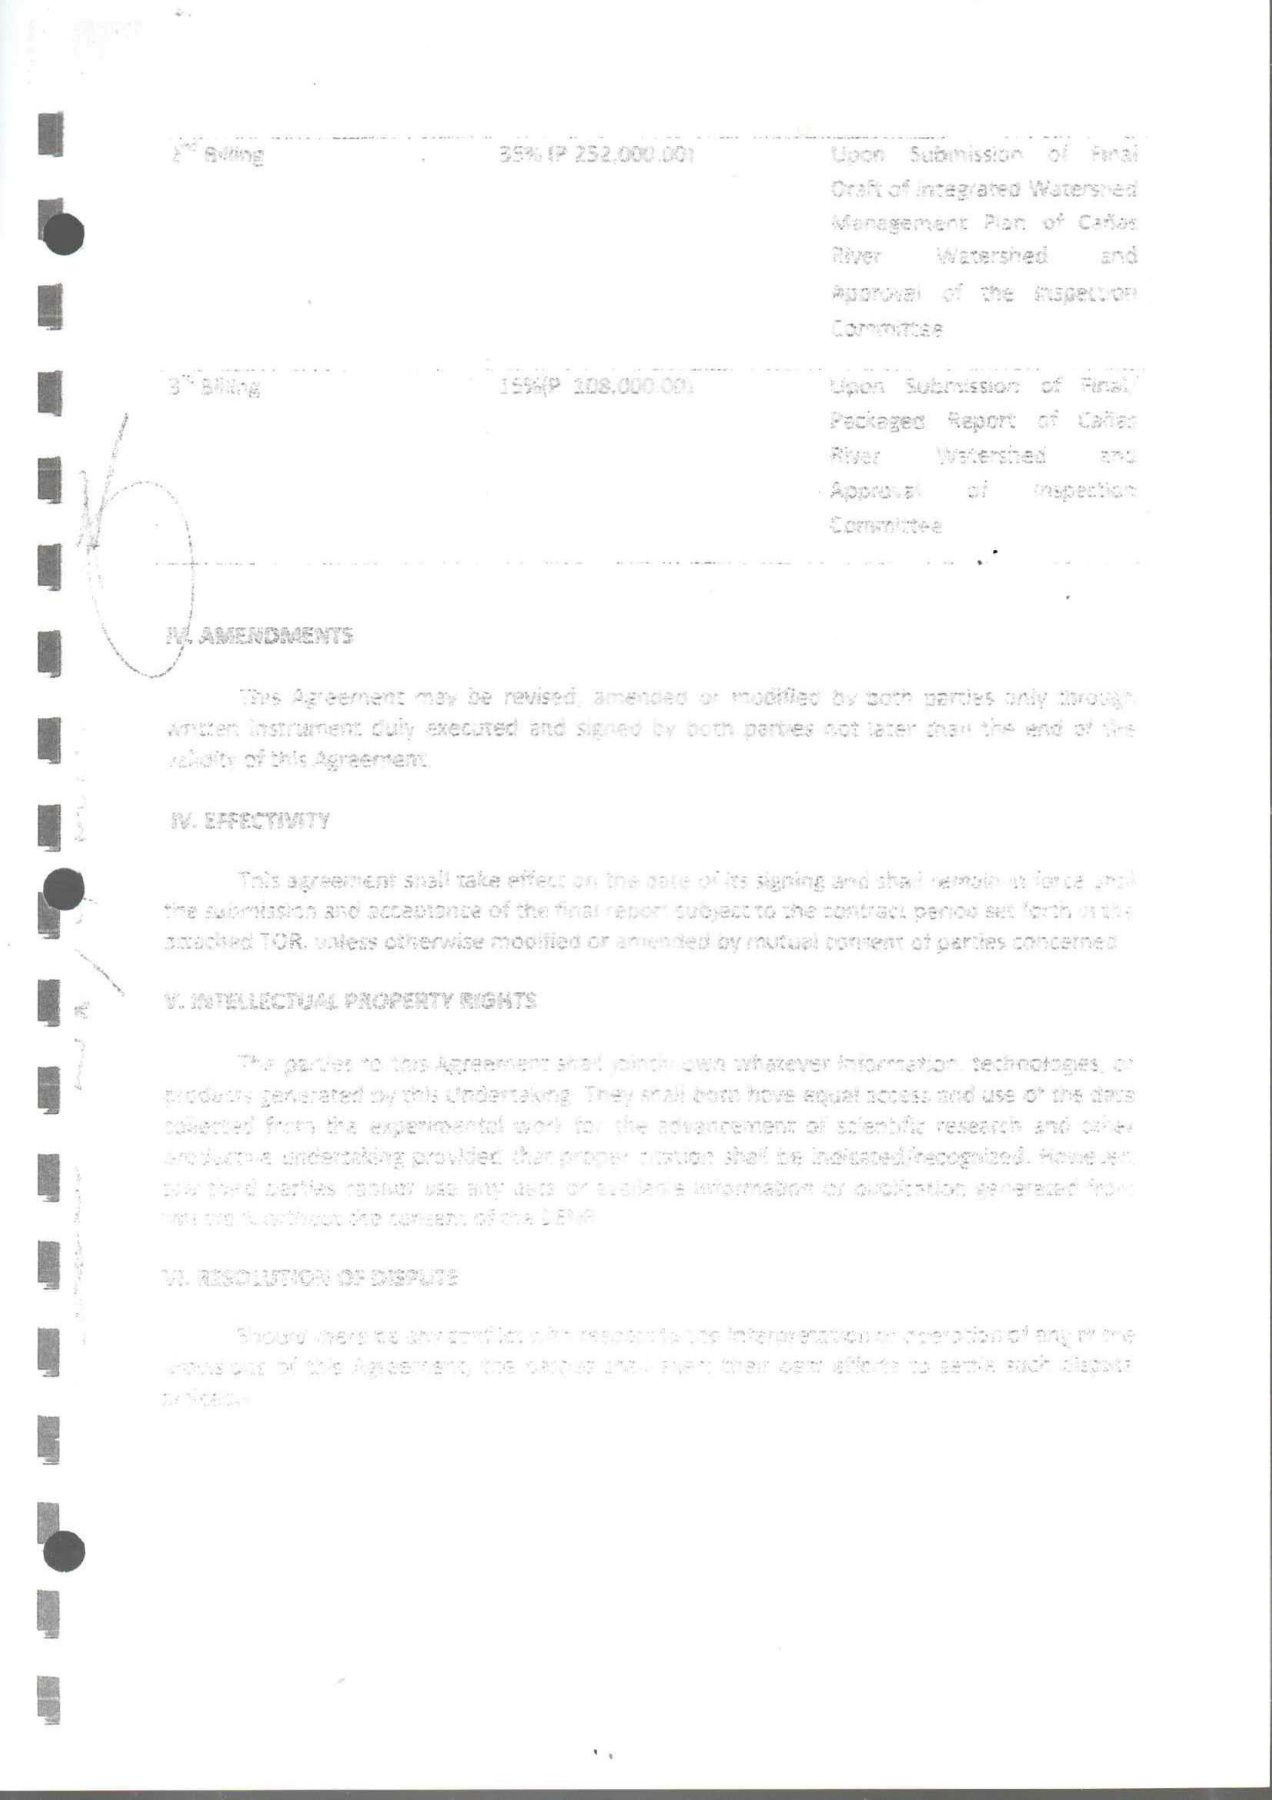 2nd Billing 35% (P 252,000.00) Upon Submission of Final
Draft of Integrated Watershed
Management Plan of Cañas
River Watershed and
Approval of the Inspection
Committee
3rd Billing 15%(P 108,000.00) Upon Submission of Final/
Packaged Report of Cañas
River Watershed and
Approval of Inspection
Committee
IV. AMENDMENTS
This Agreement may be revised, amended or modified by both parties only through
written instrument duly executed and signed by both parties not later than the end of the
validity of this Agreement.
IV. EFFECTIVITY
This agreement shall take effect on the date of its signing and shall remain in force until
the submission and acceptance of the final report subject to the contract period set forth in the
attached TOR, unless otherwise modified or amended by mutual consent of parties concerned
V. INTELLECTUAL PROPERTY RIGHTS
The parties to this Agreement shall jointly own whatever information, technologies, or
products generated by this Undertaking. They shall both have equal access and use of the data
collected from the experimental work for the advancement of scientific research and other
productive undertaking provided that proper citation shall be indicated/recognized. However,
third parties cannot use any data or available information or publication generated from
without the consent of the DENR
VI. RESOLUTION OF DISPUTE
Should there be any conflict with respect to the interpretation or operation of any of the
provisions of this Agreement, the parties shall exert their best efforts to settle such dispute